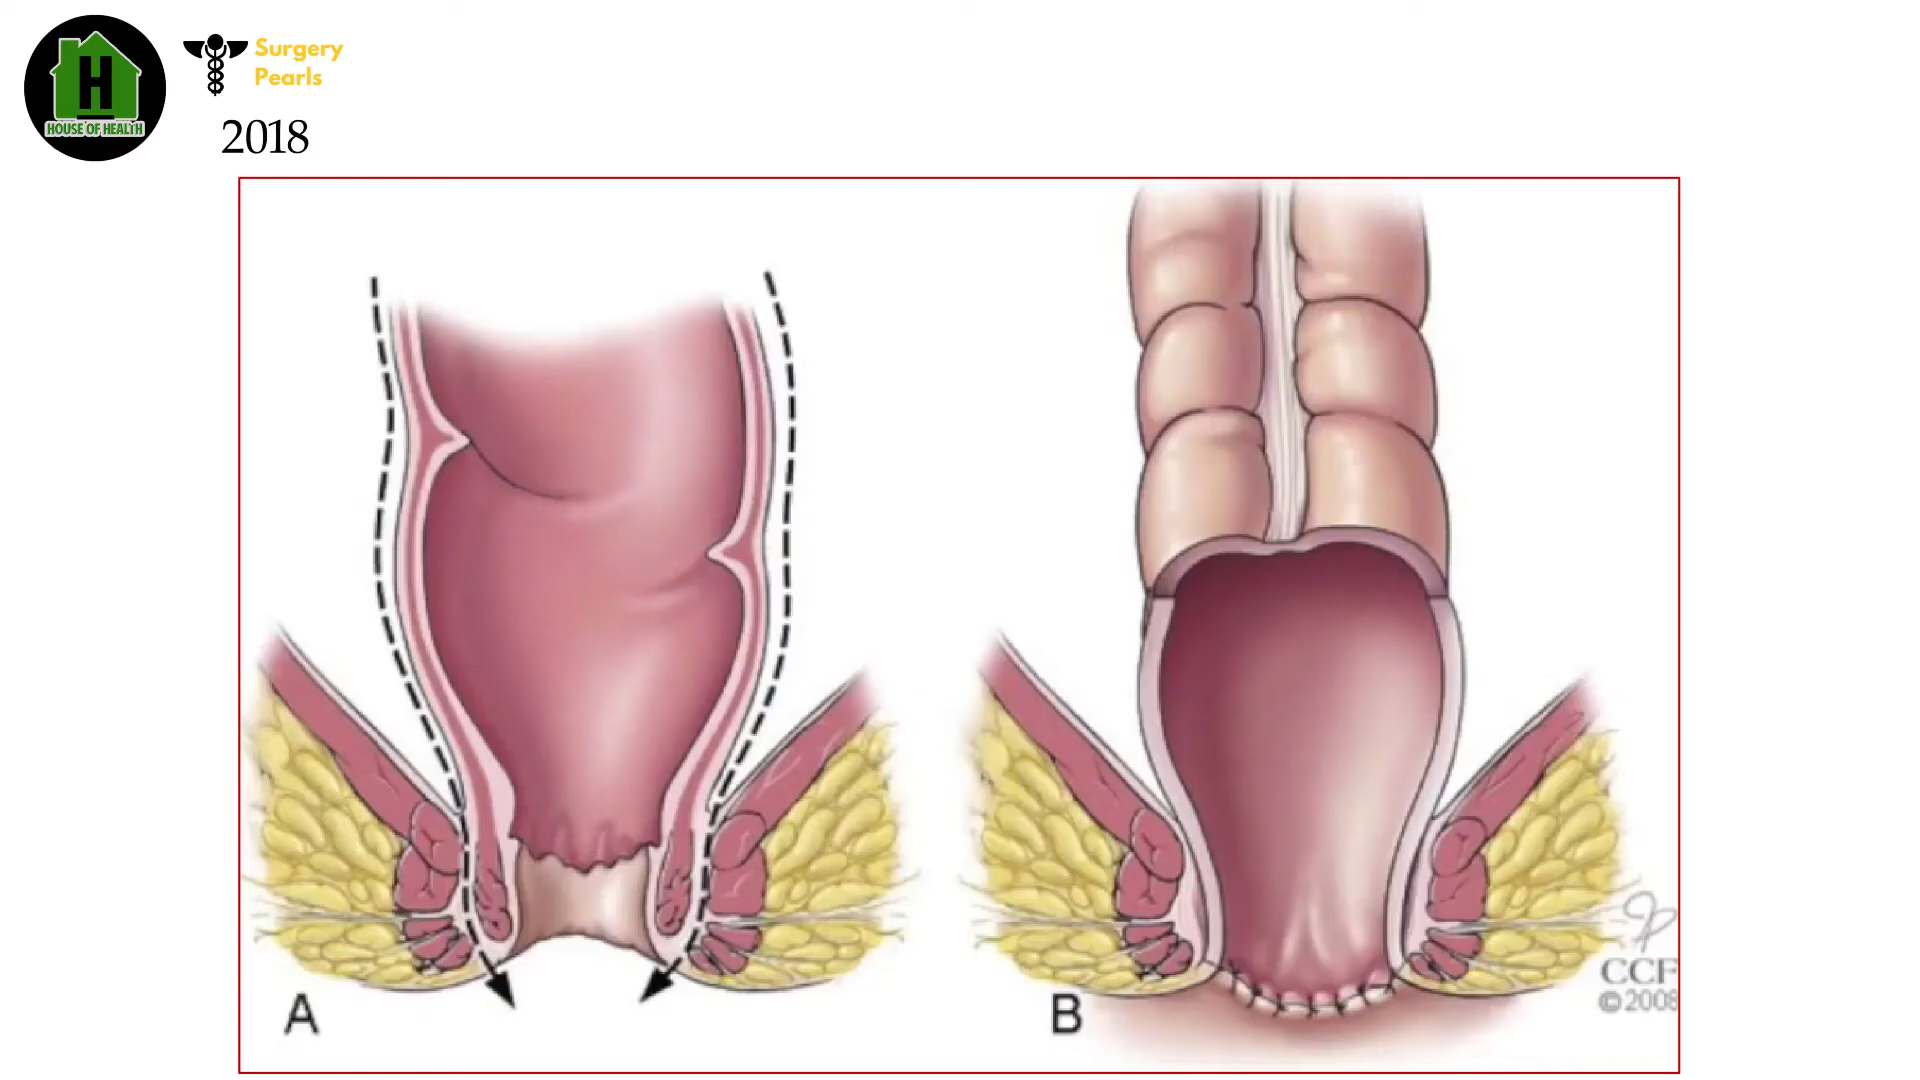 H
HOUSE OF HEALTH
Surgery
Pearls
2018
A
B
CCF
©2008